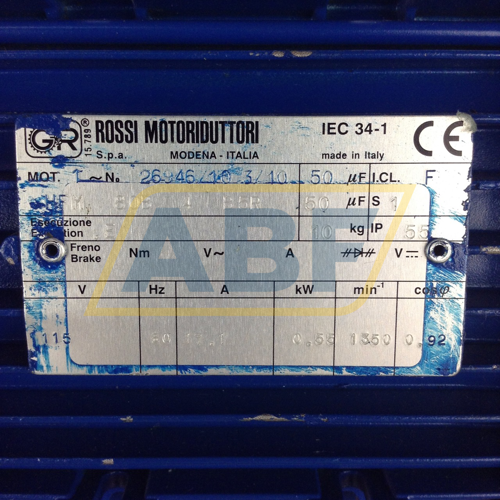 GR 15.789® ROSSI MOTORIDUTTORI IEC 34-1 CE
S.p.a. MODENA - ITALIA made in Italy
MOT. 1 ~ No. 26946/10 3/10 50 µF I.CL. F
80B 50 µF S 1
Esecuzione 10 kg IP 55
Freno
Brake Nm V~ A V
V Hz A kW min⁻¹ cosφ
115 0,55 1350 0,92
ABF